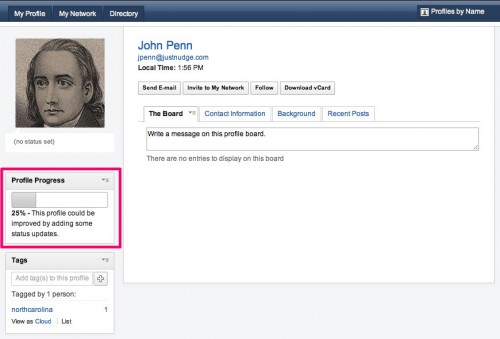 My Profile
My Network
Directory
Profiles by Name
(no status set)
Profile Progress
25% - This profile could be
improved by adding some
status updates.
Tags
Add tag(s) to this profile
Tagged by 1 person:
northcarolina 1
View as Cloud | List
John Penn
jpenn@justnudge.com
Local Time: 1:56 PM
Send E-mail
Invite to My Network
Follow
Download vCard
The Board
Contact Information
Background
Recent Posts
Write a message on this profile board.
There are no entries to display on this board